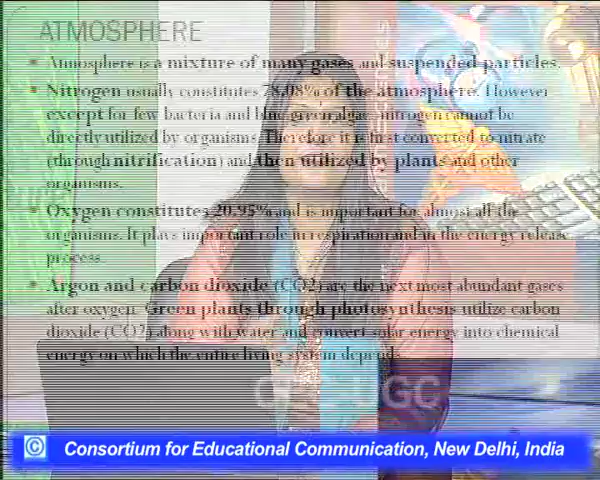 ATMOSPHERE
Atmosphere is a mixture of many gases and suspended particles.
Nitrogen usually constitutes 78.08% of the atmosphere. However
except for few bacteria and blue green algae, nitrogen cannot be
directly utilized by organisms. Therefore it is first converted to nitrate
(through nitrification) and then utilized by plants and other
organisms.
Oxygen constitutes 20.95% and is important for almost all the
organisms. It plays important role in respiration and in the energy release
process.
Argon and carbon dioxide (CO2) are the next most abundant gases
after oxygen. Green plants through photosynthesis utilize carbon
dioxide (CO2) along with water and convert solar energy into chemical
energy on which the entire living system depends.
UGC
© Consortium for Educational Communication, New Delhi, India